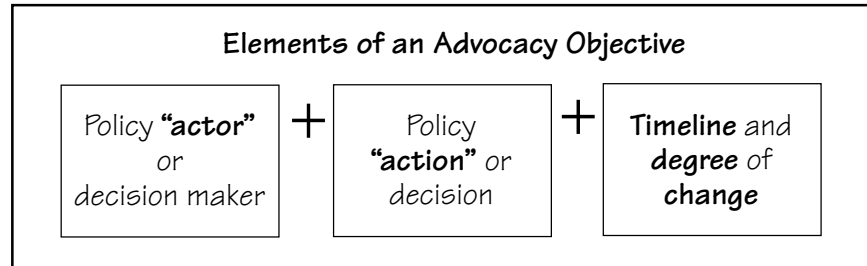 Elements of an Advocacy Objective
Policy “actor”
or
decision maker
+
Policy
“action” or
decision
+
Timeline and
degree of
change